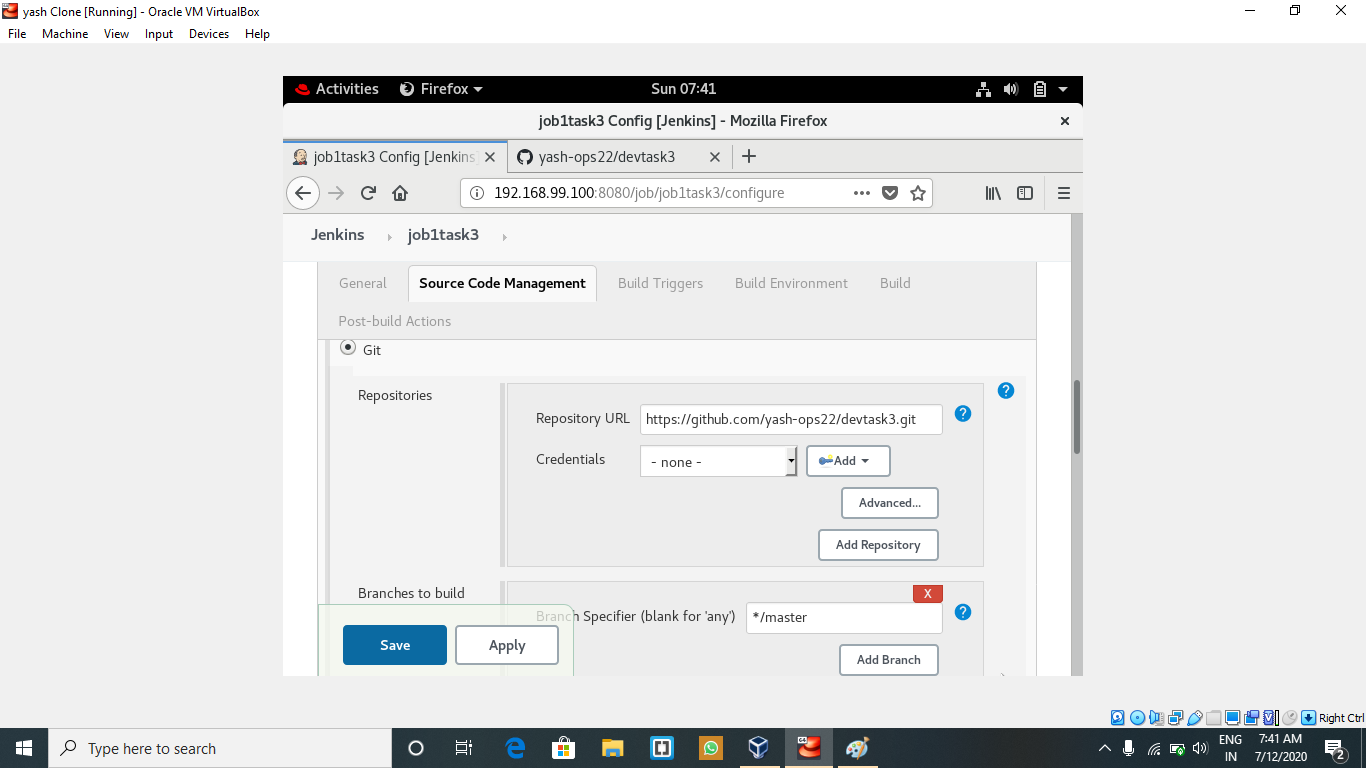 yash Clone [Running] - Oracle VM VirtualBox
File Machine View Input Devices Help
Activities Firefox Sun 07:41
job1task3 Config [Jenkins] - Mozilla Firefox
job1task3 Config [Jenkins] yash-ops22/devtask3
192.168.99.100:8080/job/job1task3/configure
Jenkins job1task3
General Source Code Management Build Triggers Build Environment Build
Post-build Actions
Git
Repositories
Repository URL https://github.com/yash-ops22/devtask3.git
Credentials - none - Add
Advanced...
Add Repository
Branches to build X
Branch Specifier (blank for 'any') */master
Save Apply
Add Branch
Right Ctrl
Type here to search
ENG 7:41 AM
IN 7/12/2020
2